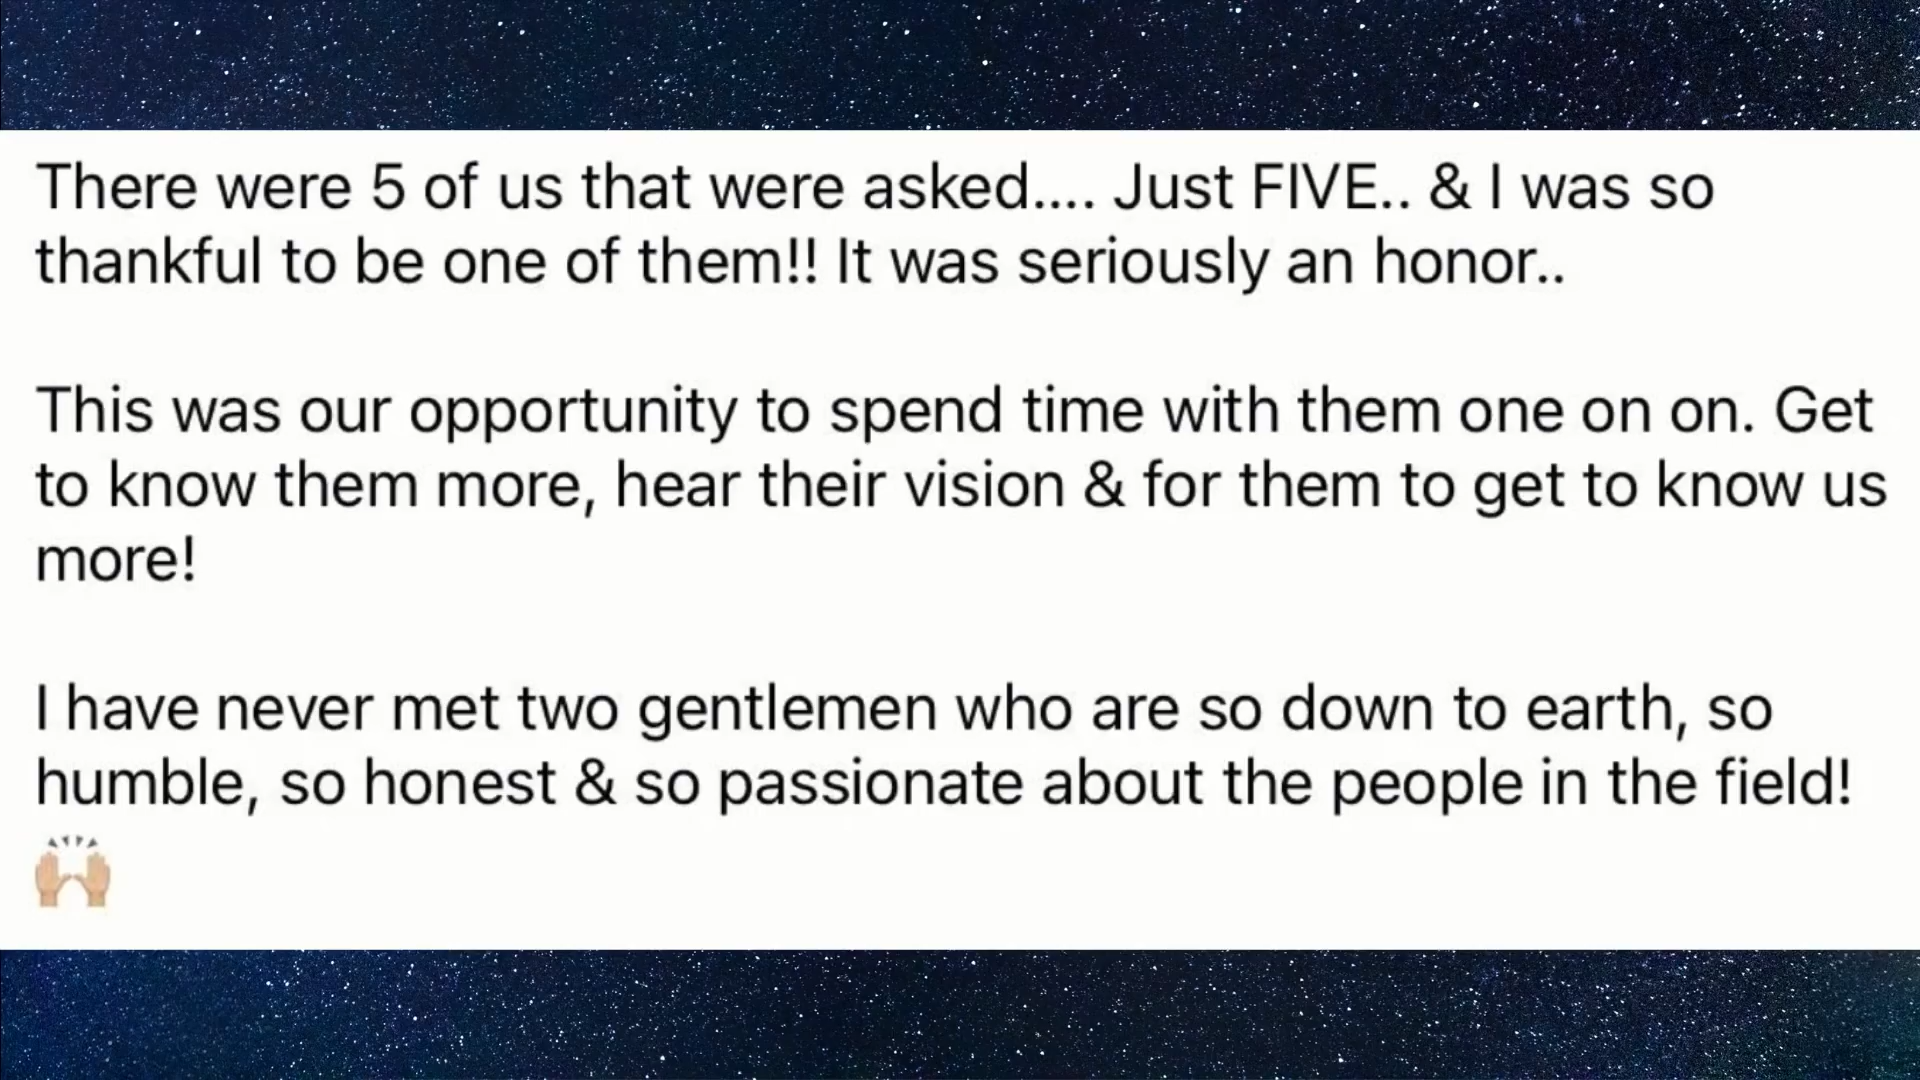 There were 5 of us that were asked.... Just FIVE.. & I was so
thankful to be one of them!! It was seriously an honor..
This was our opportunity to spend time with them one on on. Get
to know them more, hear their vision & for them to get to know us
more!
I have never met two gentlemen who are so down to earth, so
humble, so honest & so passionate about the people in the field!
🙌🏼